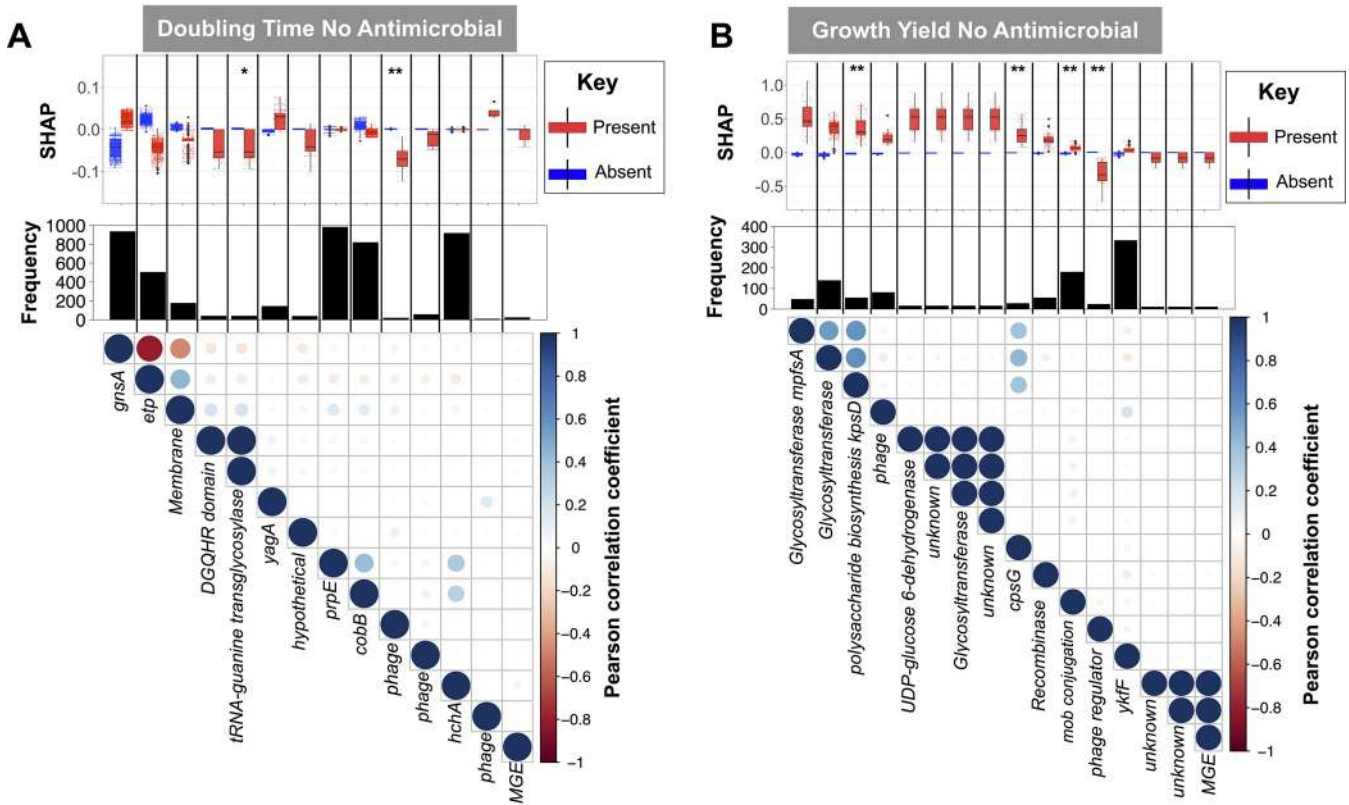 A
Doubling Time No Antimicrobial
SHAP
0.1
0.0
-0.1
*
**
Key
Present
Absent
Frequency
1000
800
600
400
200
0
gnsA
etp
Membrane
DGQHR domain
tRNA-guanine transglycosylase
yagA
hypothetical
prpE
cobB
phage
phage
hchA
phage
MGE
1
0.8
0.6
0.4
0.2
0
−0.2
−0.4
−0.6
−0.8
−1
Pearson correlation coefficient
B
Growth Yield No Antimicrobial
SHAP
1.0
0.5
0.0
-0.5
**
**
**
**
Key
Present
Absent
Frequency
400
300
200
100
0
Glycosyltransferase mpfsA
Glycosyltransferase
polysaccharide biosynthesis kpsD
phage
UDP-glucose 6-dehydrogenase
unknown
Glycosyltransferase
unknown
cpsG
Recombinase
mob conjugation
phage regulator
ykfF
unknown
unknown
MGE
1
0.8
0.6
0.4
0.2
0
−0.2
−0.4
−0.6
−0.8
−1
Pearson correlation coefficient